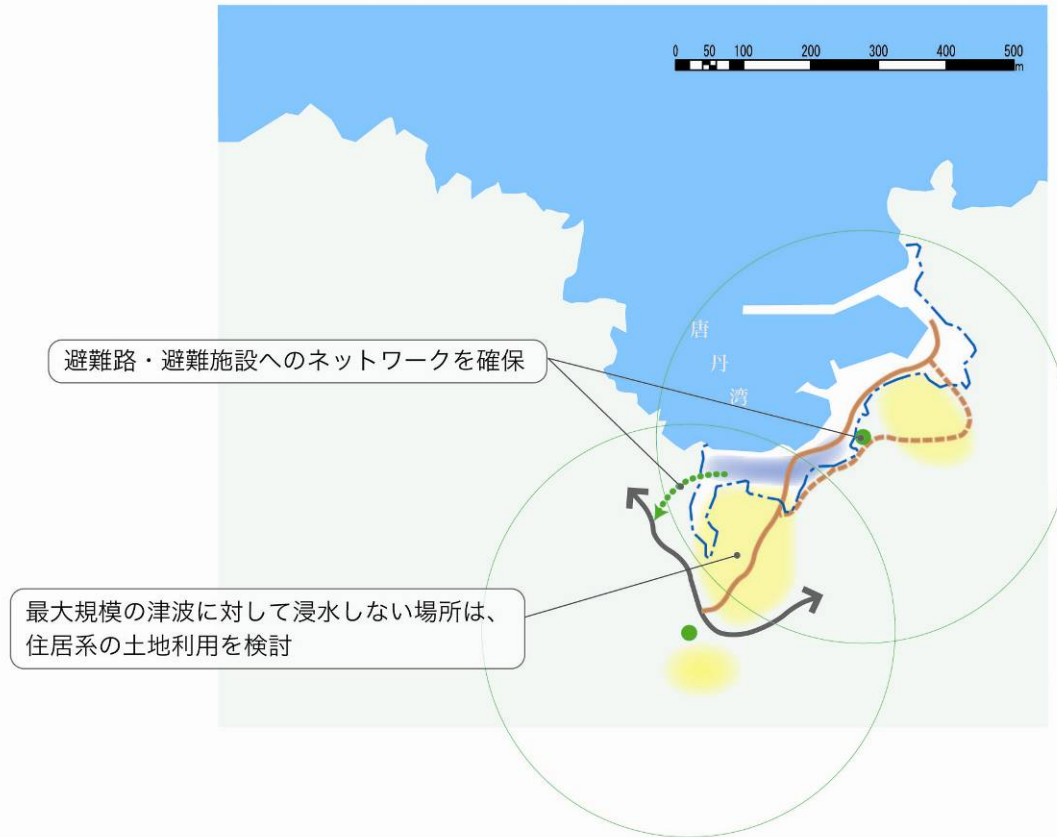 0 50 100 200 300 400 500
m
唐
丹
湾
避難路・避難施設へのネットワークを確保
最大規模の津波に対して浸水しない場所は、
住居系の土地利用を検討